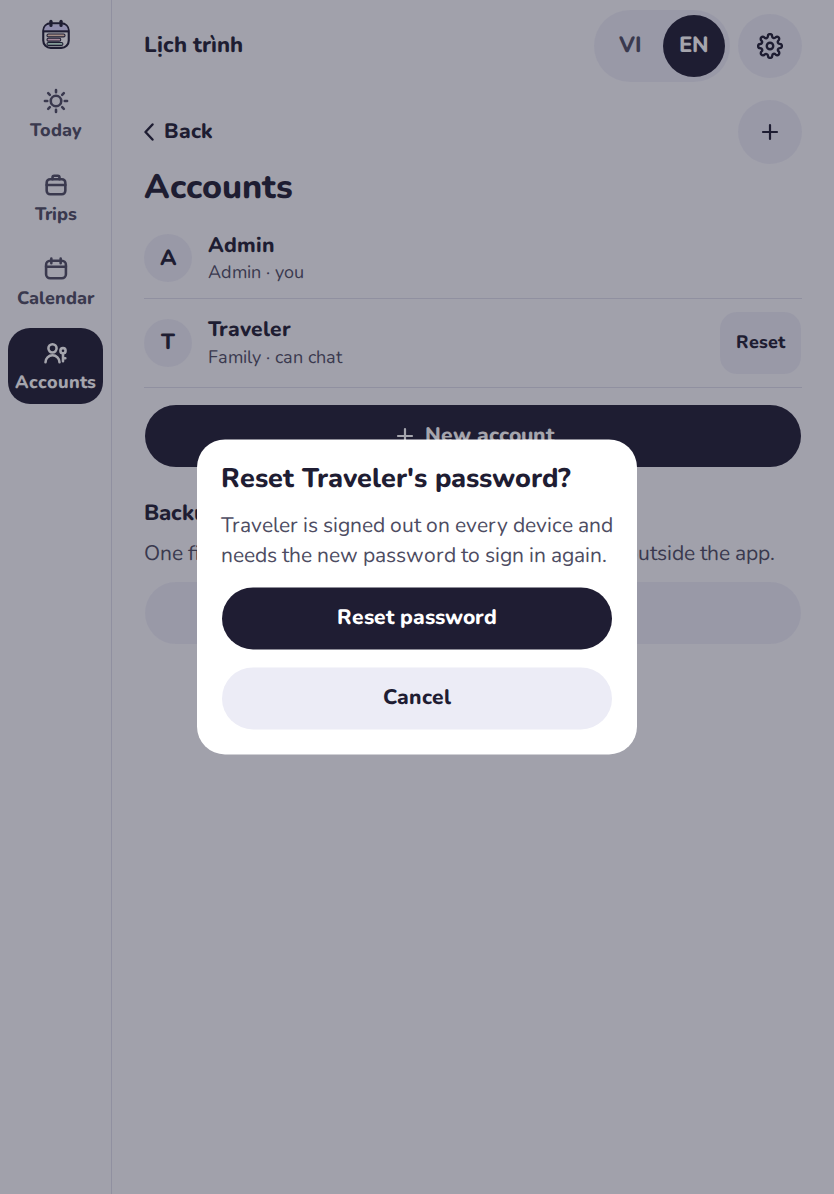 Lịch trình
VI
EN
Today
Trips
Calendar
Accounts
Back
Accounts
A
Admin
Admin · you
T
Traveler
Family · can chat
Reset
New account
Reset Traveler's password?
Traveler is signed out on every device and
needs the new password to sign in again.
Reset password
Cancel
One
the app.